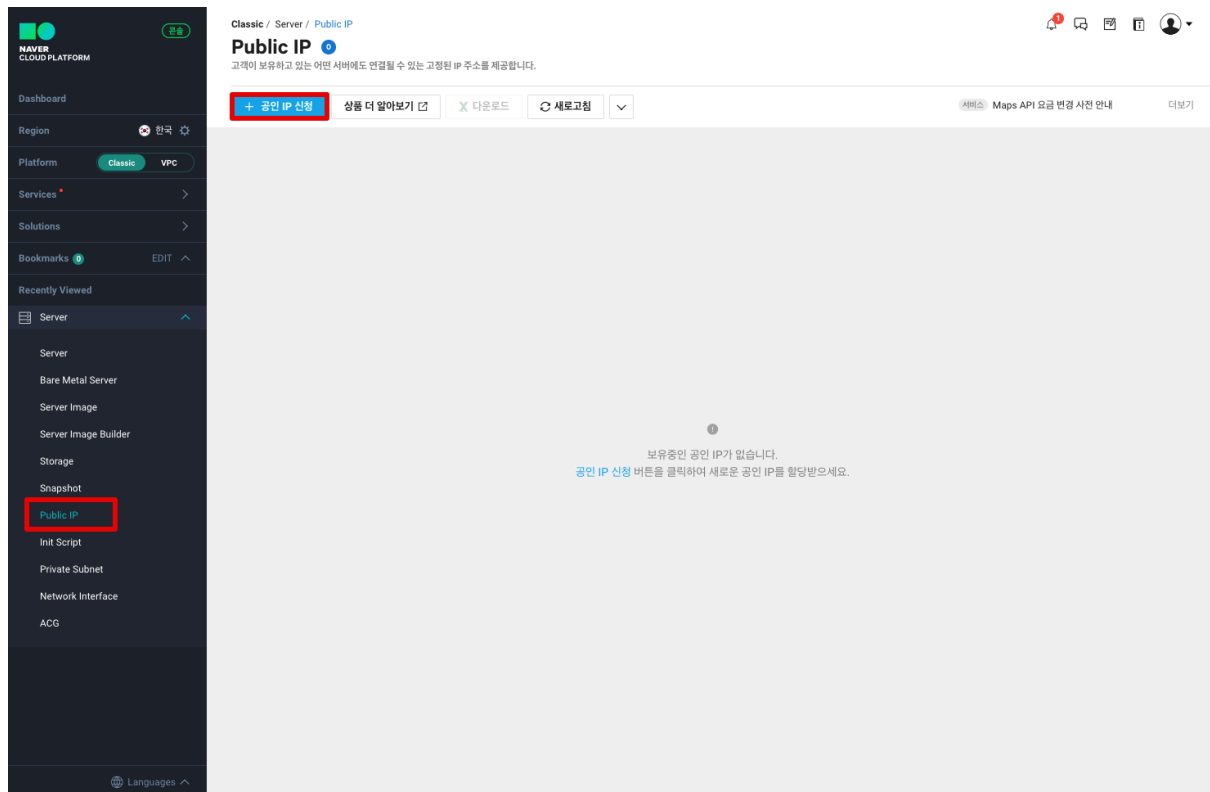 NAVER
CLOUD PLATFORM
콘솔
Dashboard
Region 한국
Platform Classic VPC
Services
Solutions
Bookmarks 0 EDIT
Recently Viewed
Server
Server
Bare Metal Server
Server Image
Server Image Builder
Storage
Snapshot
Public IP
Init Script
Private Subnet
Network Interface
ACG
Languages
Classic / Server / Public IP
Public IP 0
고객이 보유하고 있는 어떤 서버에도 연결될 수 있는 고정된 IP 주소를 제공합니다.
1
+ 공인 IP 신청 상품 더 알아보기 X 다운로드 새로고침
서비스 Maps API 요금 변경 사전 안내 더보기
보유중인 공인 IP가 없습니다.
공인 IP 신청 버튼을 클릭하여 새로운 공인 IP를 할당받으세요.